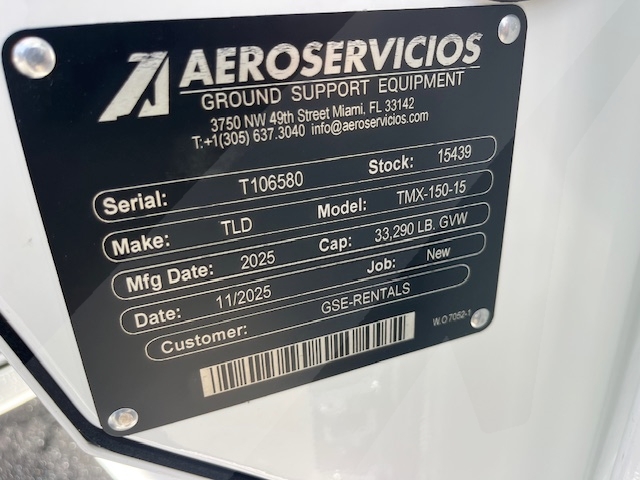 AEROSERVICIOS
GROUND SUPPORT EQUIPMENT
3750 NW 49th Street Miami, FL 33142
T:+1(305) 637.3040 info@aeroservicios.com
Serial: T106580 Stock: 15439
Make: TLD Model: TMX-150-15
Mfg Date: 2025 Cap: 33,290 LB. GVW
Date: 11/2025 Job: New
Customer: GSE-RENTALS
W.O 7052-1